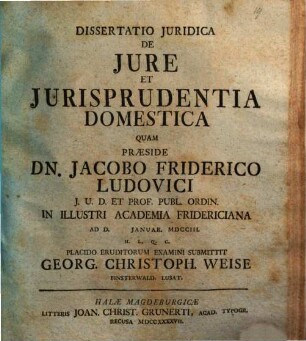 DISSERTATIO JURIDICA
DE
JURE
ET
JURISPRUDENTIA
DOMESTICA
QUAM
PRÆSIDE
DN. JACOBO FRIDERICO
LUDOVICI
J. U. D. ET PROF. PUBL. ORDIN.
IN ILLUSTRI ACADEMIA FRIDERICIANA
AD D. JANUAR. MDCCIII.
H. L. Q. C.
PLACIDO ERUDITORUM EXAMINI SUBMITTIT
GEORG. CHRISTOPH. WEISE
FINSTERWALD. LUSAT.
HALÆ MAGDEBURGICÆ
LITTERIS JOAN. CHRIST. GRUNERTI, ACAD. TYPOGR.
RECUSA MDCCXXXXVII.